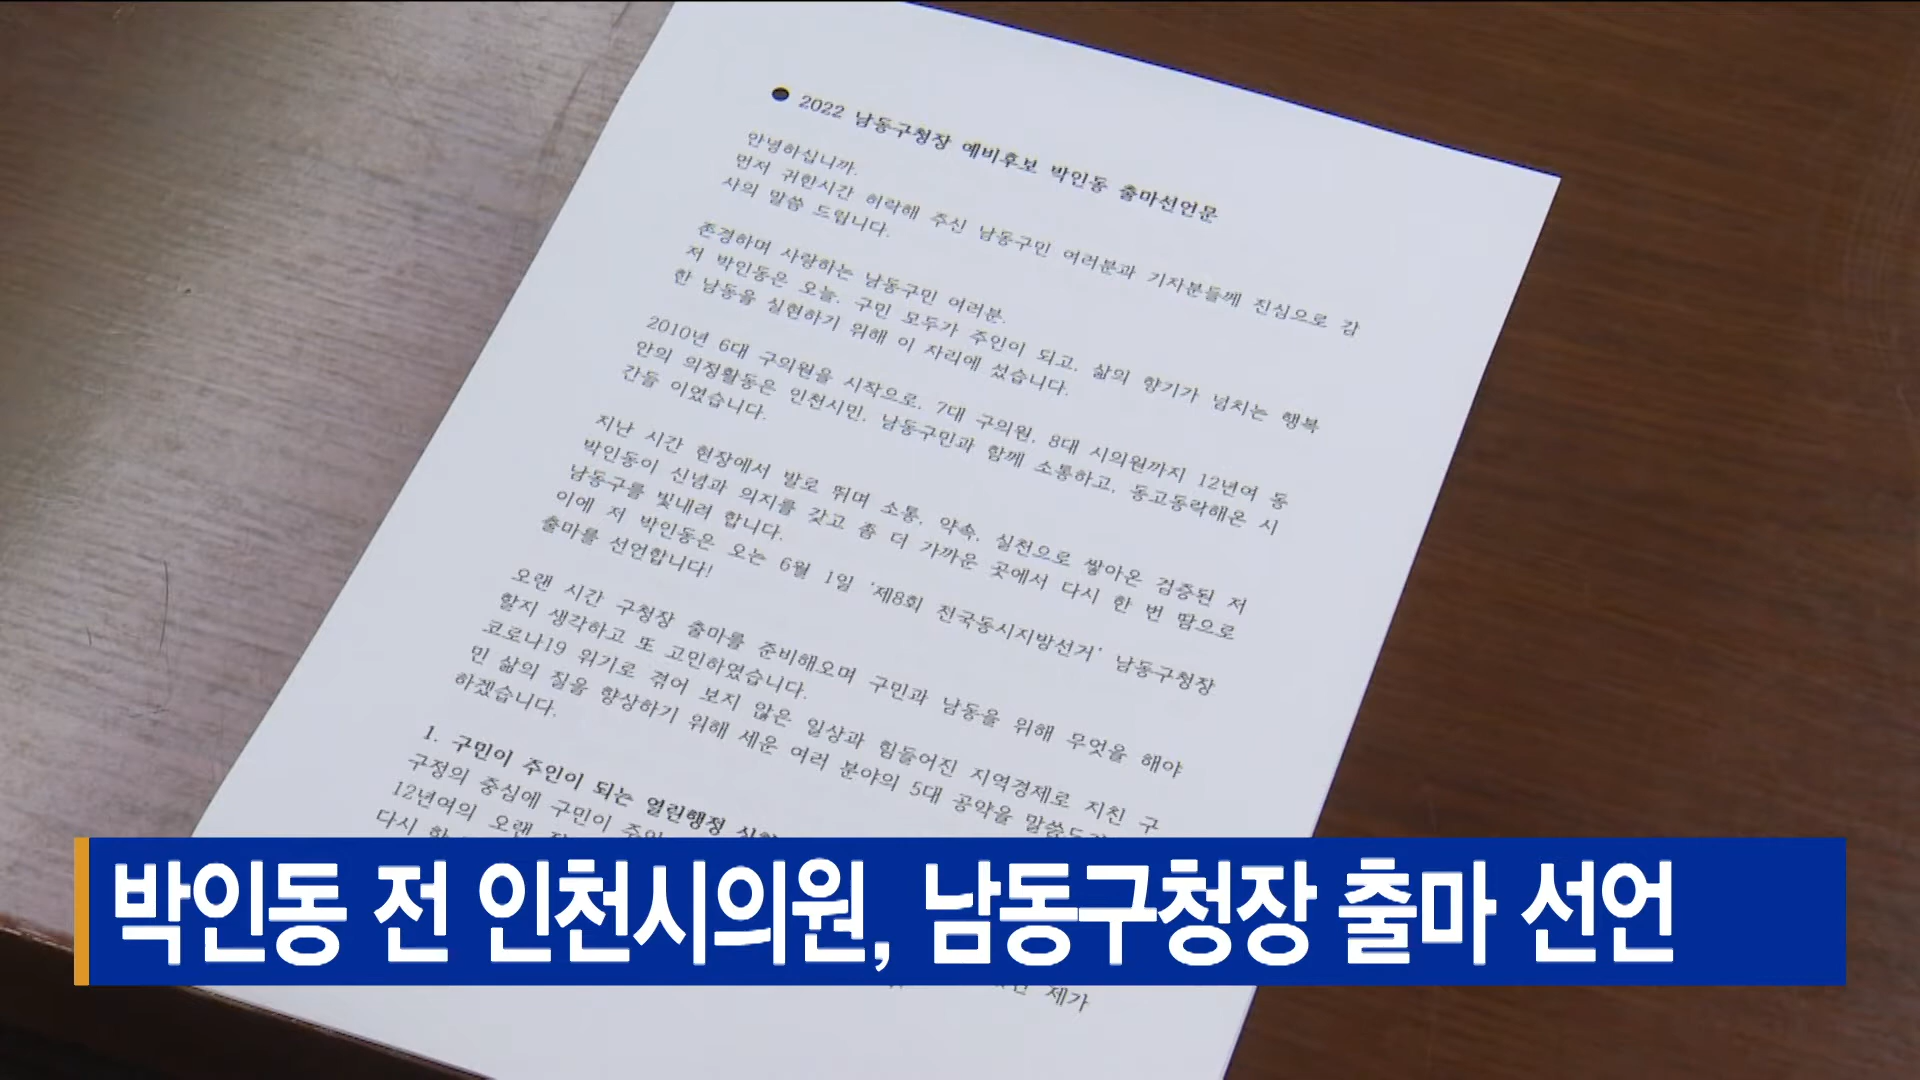 ● 2022 남동구청장 예비후보 박인동 출마선언문
안녕하십니까.
먼저 귀한시간 허락해 주신 남동구민 여러분과 기자분들께 진심으로 감
사의 말씀 드립니다.
존경하며 사랑하는 남동구민 여러분.
저 박인동은 오늘, 구민 모두가 주인이 되고, 삶의 향기가 넘치는 행복
한 남동을 실현하기 위해 이 자리에 섰습니다.
2010년 6대 구의원을 시작으로, 7대 구의원, 8대 시의원까지 12년여 동
안의 의정활동은 인천시민, 남동구민과 함께 소통하고, 동고동락해온 시
간들 이였습니다.
지난 시간 현장에서 발로 뛰며 소통, 약속, 실천으로 쌓아온 검증된 저
박인동이 신념과 의지를 갖고 좀 더 가까운 곳에서 다시 한 번 땀으로
남동구를 빛내려 합니다.
이에 저 박인동은 오는 6월 1일 '제8회 전국동시지방선거' 남동구청장
출마를 선언합니다!
오랜 시간 구청장 출마를 준비해오며 구민과 남동을 위해 무엇을 해야
할지 생각하고 또 고민하였습니다.
코로나19 위기로 겪어 보지 않은 일상과 힘들어진 지역경제로 지친 구
민 삶의 질을 향상하기 위해 세운 여러 분야의 5대 공약을 말씀드리
하겠습니다.
1. 구민이 주인이 되는 열린행정 실현
구정의 중심에 구민이
12년여의 오랜
다시
제가
박인동 전 인천시의원, 남동구청장 출마 선언